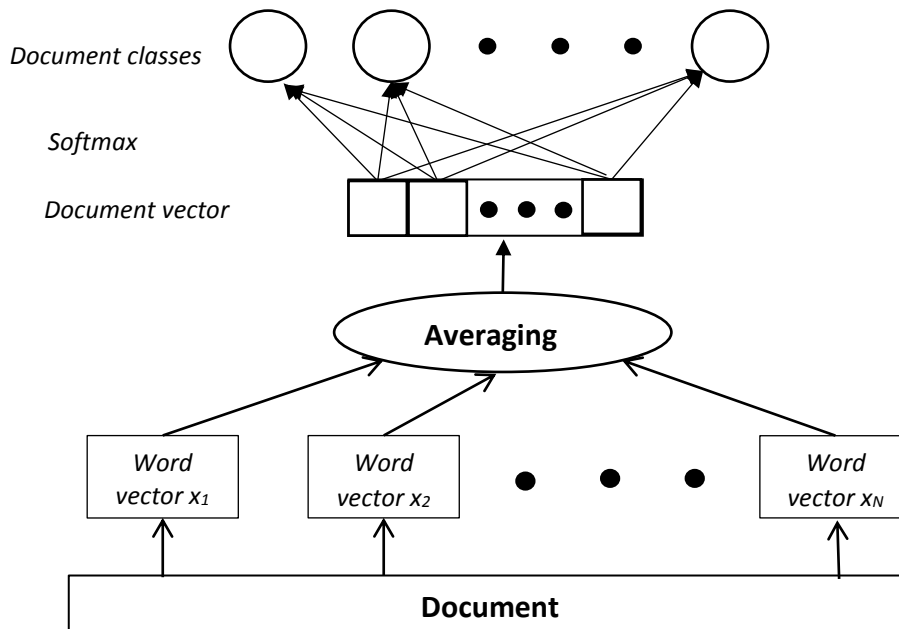 Document classes
Softmax
Document vector
Averaging
Word
vector x1
Word
vector x2
Word
vector xN
Document